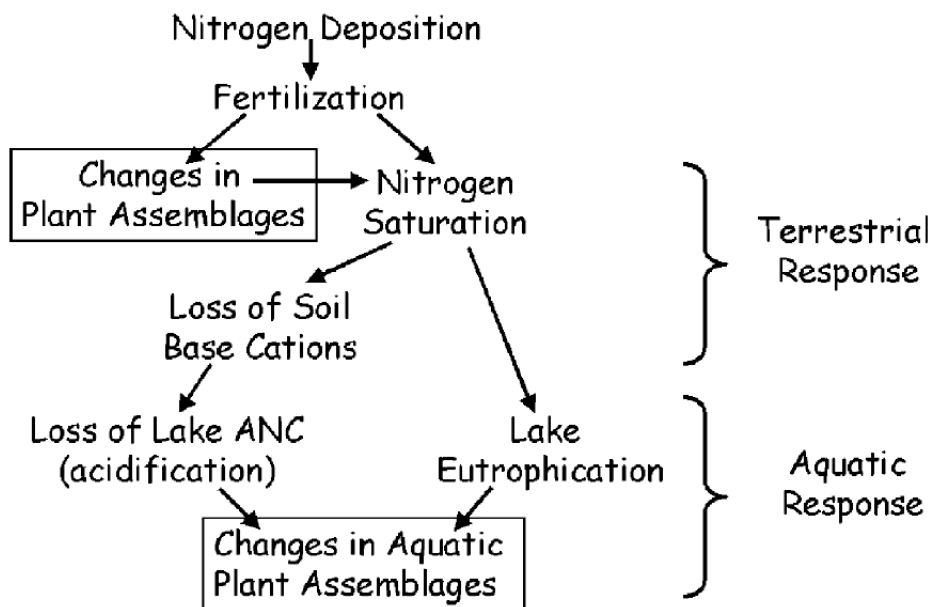 Nitrogen Deposition
Fertilization
Changes in
Plant Assemblages
Nitrogen
Saturation
Terrestrial
Response
Loss of Soil
Base Cations
Loss of Lake ANC
(acidification)
Lake
Eutrophication
Aquatic
Response
Changes in Aquatic
Plant Assemblages